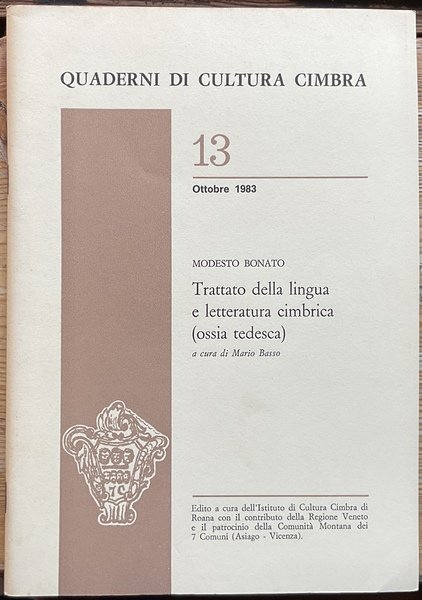 QUADERNI DI CULTURA CIMBRA
13
Ottobre 1983
MODESTO BONATO
Trattato della lingua
e letteratura cimbrica
(ossia tedesca)
a cura di Mario Basso
Edito a cura dell'Istituto di Cultura Cimbra di
Roana con il contributo della Regione Veneto
e il patrocinio della Comunità Montana dei
7 Comuni (Asiago - Vicenza).